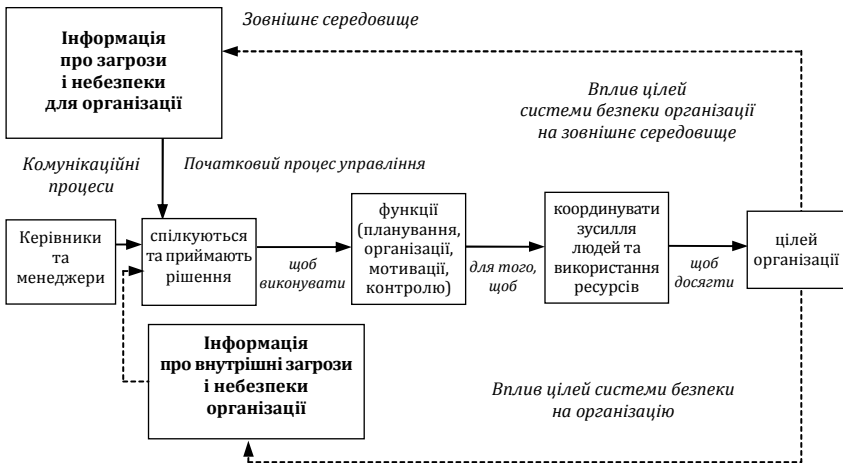 Зовнішнє середовище
Інформація
про загрози
і небезпеки
для організації
Вплив цілей
системи безпеки організації
на зовнішнє середовище
Комунікаційні
процеси
Початковий процес управління
Керівники
та
менеджери
спілкуються
та приймають
рішення
щоб
виконувати
функції
(планування,
організації,
мотивації,
контролю)
для того,
щоб
координувати
зусилля
людей та
використання
ресурсів
щоб
досягти
цілей
організації
Інформація
про внутрішні загрози
і небезпеки
організації
Вплив цілей системи безпеки
на організацію